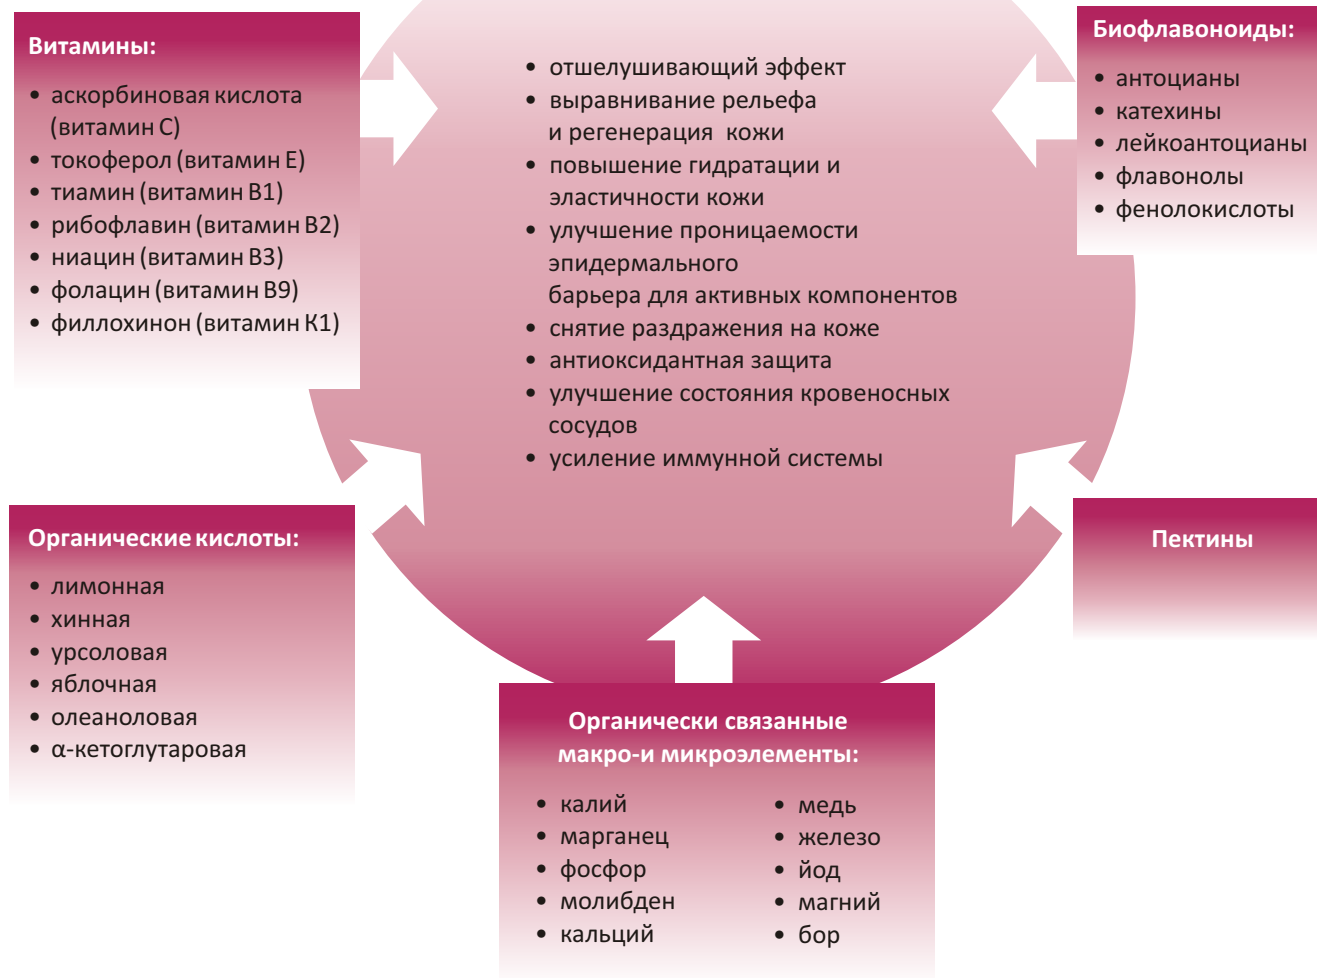 Витамины:
• аскорбиновая кислота
(витамин С)
• токоферол (витамин Е)
• тиамин (витамин В1)
• рибофлавин (витамин В2)
• ниацин (витамин В3)
• фолацин (витамин В9)
• филлохинон (витамин К1)
• отшелушивающий эффект
• выравнивание рельефа
и регенерация кожи
• повышение гидратации и
эластичности кожи
• улучшение проницаемости
эпидермального
барьера для активных компонентов
• снятие раздражения на коже
• антиоксидантная защита
• улучшение состояния кровеносных
сосудов
• усиление иммунной системы
Биофлавоноиды:
• антоцианы
• катехины
• лейкоантоцианы
• флавонолы
• фенолокислоты
Органические кислоты:
• лимонная
• хинная
• урсоловая
• яблочная
• олеаноловая
• α-кетоглутаровая
Пектины
Органически связанные
макро-и микроэлементы:
• калий
• марганец
• фосфор
• молибден
• кальций
• медь
• железо
• йод
• магний
• бор